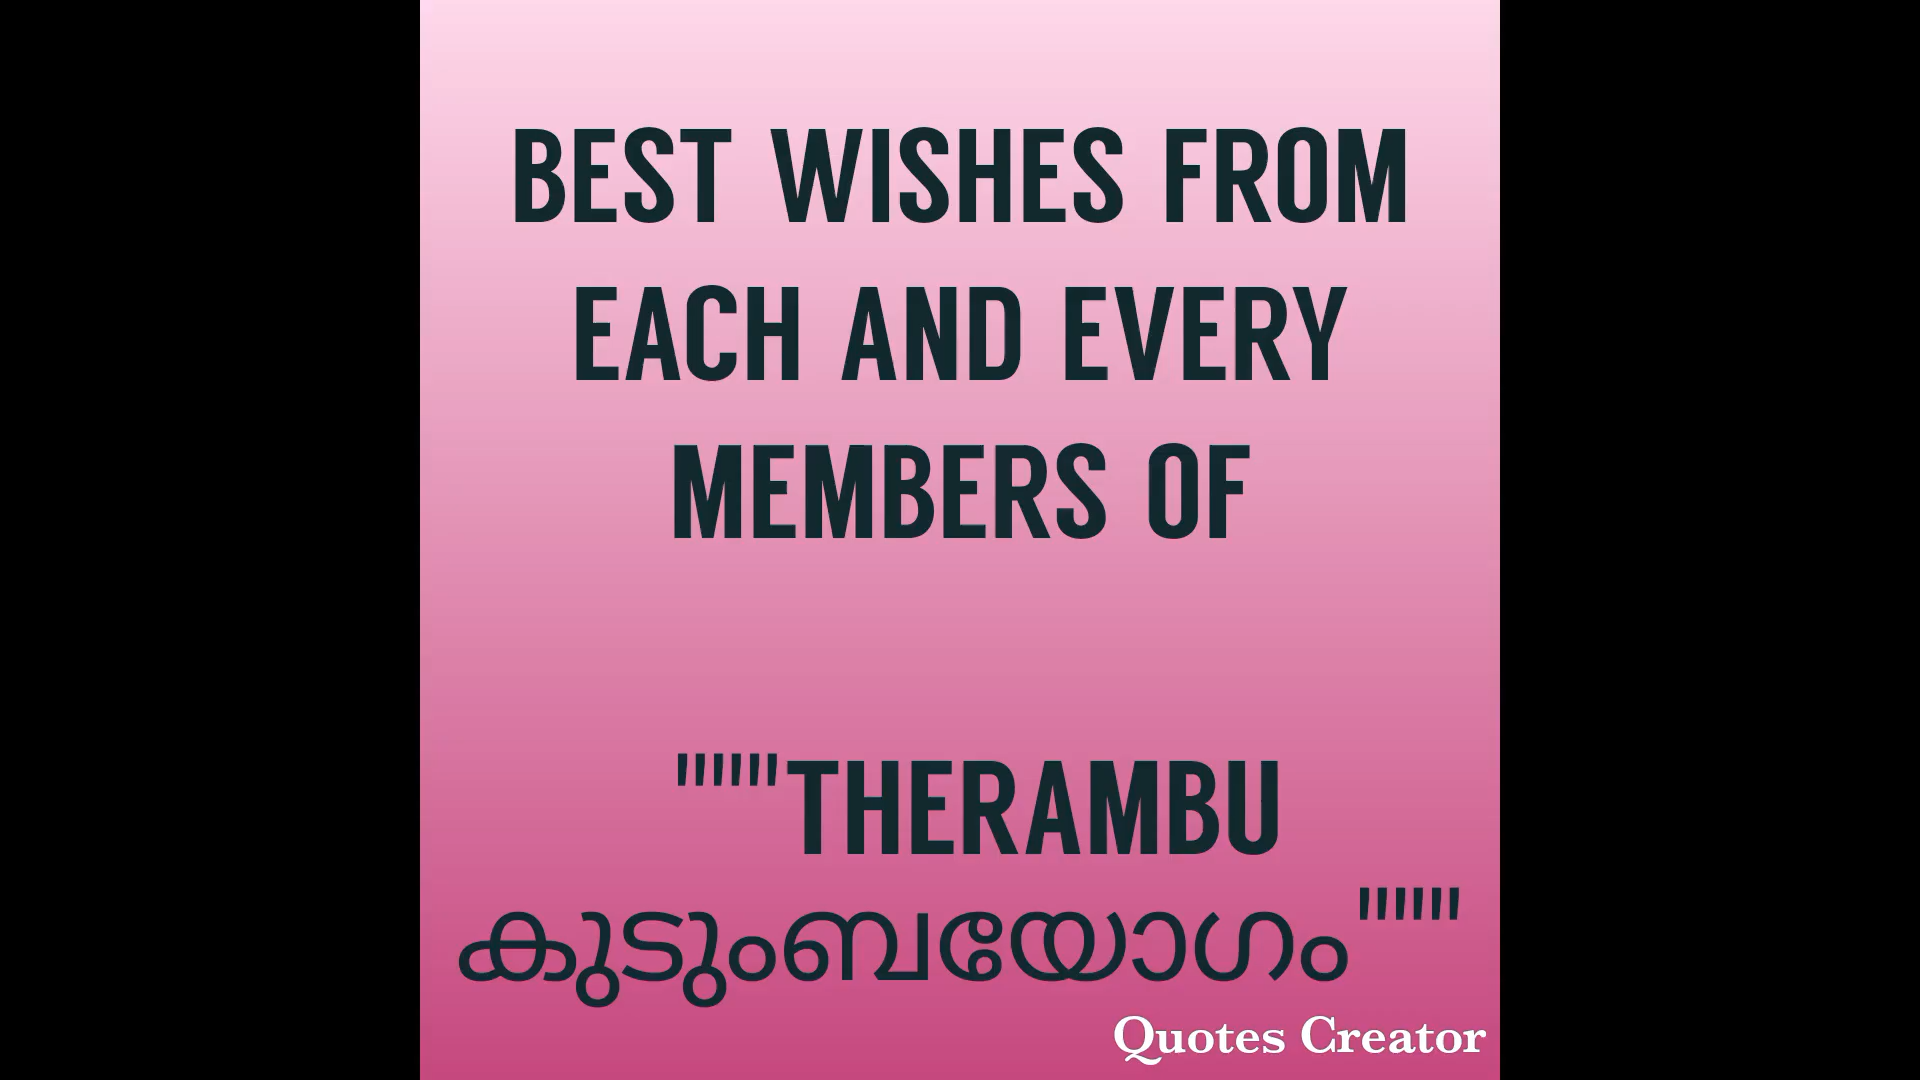 BEST WISHES FROM
EACH AND EVERY
MEMBERS OF
"""THERAMBU
കുടുംബയോഗം"""
Quotes Creator